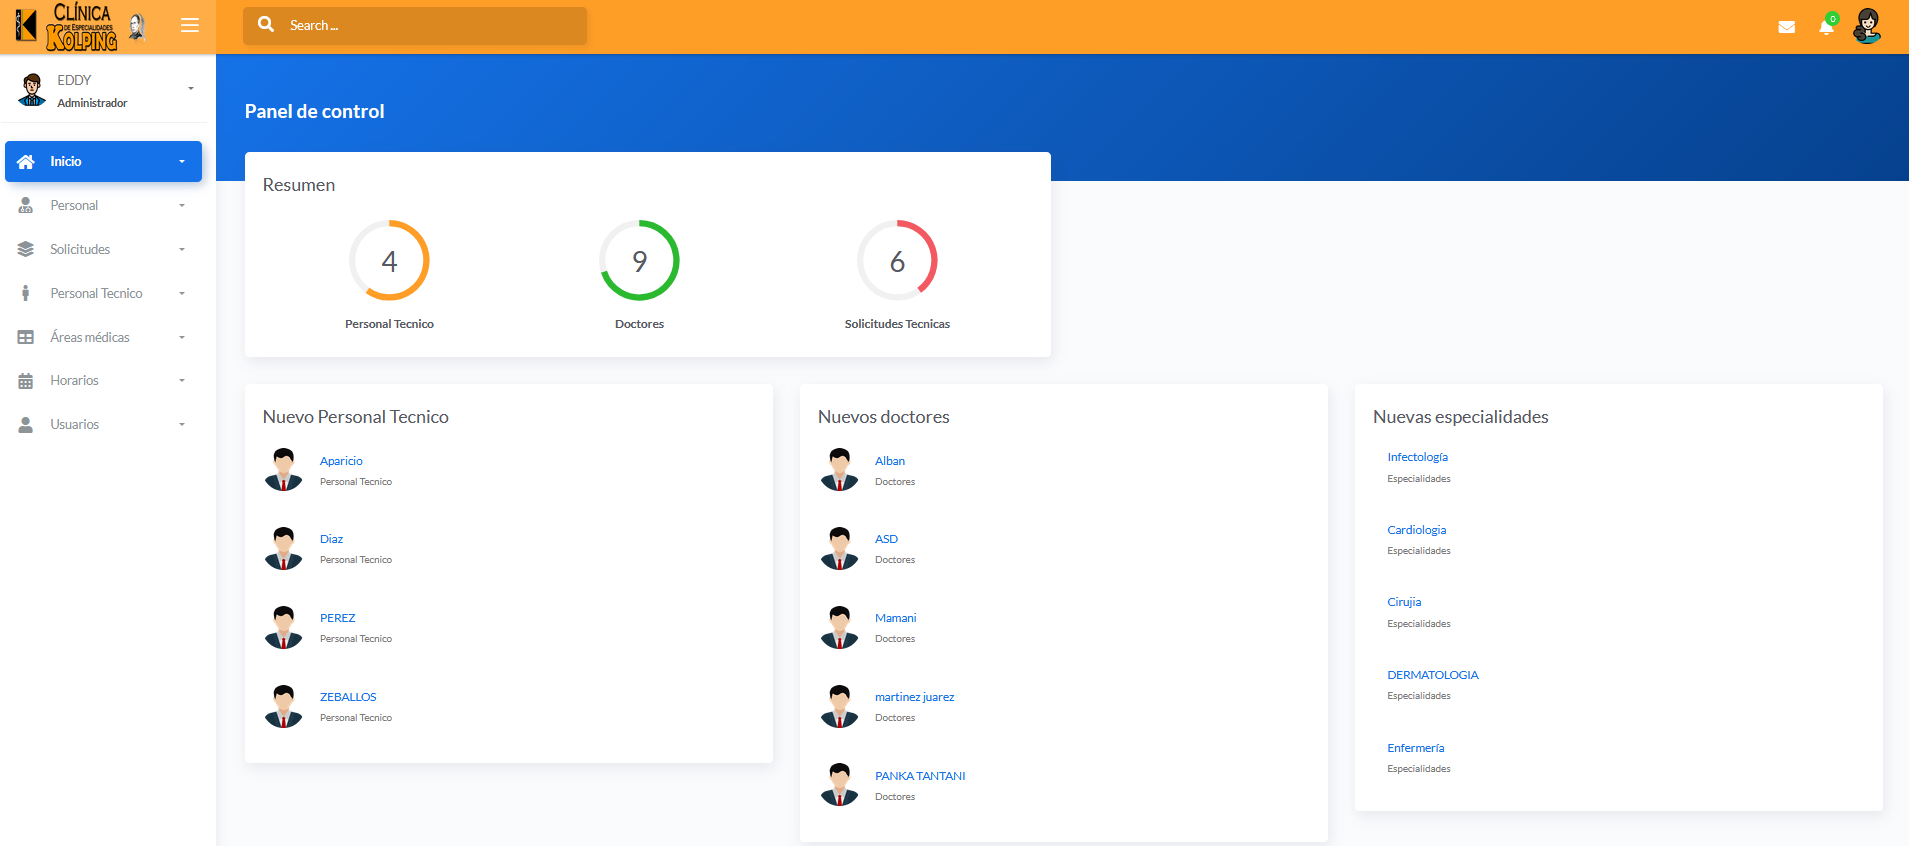 CLÍNICA
DE ESPECIALIDADES
KOLPING
Search ...
0
EDDY
Administrador
Inicio
Personal
Solicitudes
Personal Tecnico
Áreas médicas
Horarios
Usuarios
Panel de control
Resumen
4
Personal Tecnico
9
Doctores
6
Solicitudes Tecnicas
Nuevo Personal Tecnico
Aparicio
Personal Tecnico
Diaz
Personal Tecnico
PEREZ
Personal Tecnico
ZEBALLOS
Personal Tecnico
Nuevos doctores
Alban
Doctores
ASD
Doctores
Mamani
Doctores
martinez juarez
Doctores
PANKA TANTANI
Doctores
Nuevas especialidades
Infectología
Especialidades
Cardiologia
Especialidades
Cirujia
Especialidades
DERMATOLOGIA
Especialidades
Enfermería
Especialidades